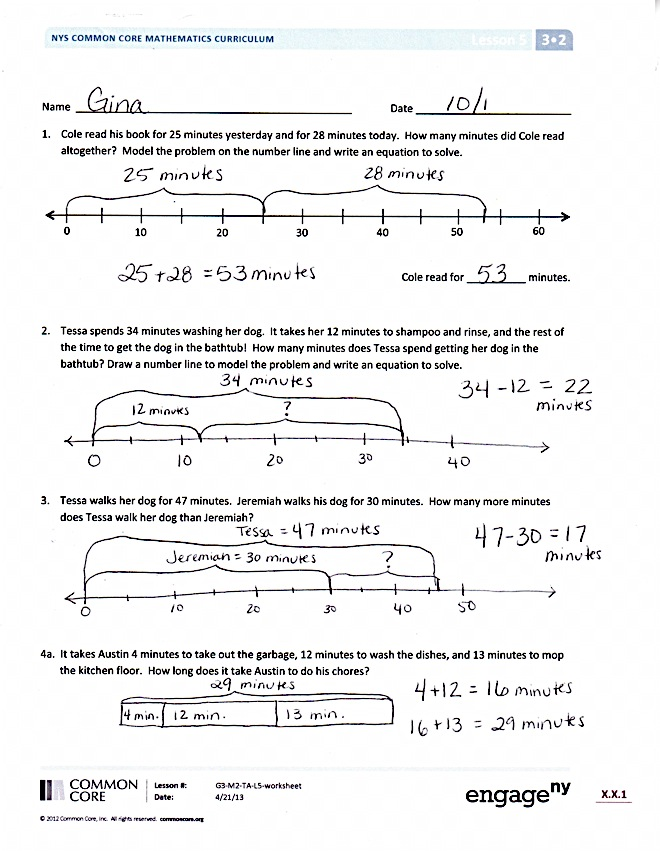 NYS COMMON CORE MATHEMATICS CURRICULUM Lesson 5 3•2
Name Gina Date 10/1
1. Cole read his book for 25 minutes yesterday and for 28 minutes today. How many minutes did Cole read
altogether? Model the problem on the number line and write an equation to solve.
25 minutes 28 minutes
0 10 20 30 40 50 60
25 + 28 = 53 minutes Cole read for 53 minutes.
2. Tessa spends 34 minutes washing her dog. It takes her 12 minutes to shampoo and rinse, and the rest of
the time to get the dog in the bathtub! How many minutes does Tessa spend getting her dog in the
bathtub? Draw a number line to model the problem and write an equation to solve.
34 minutes 34 - 12 = 22
minutes
12 minutes ?
0 10 20 30 40
3. Tessa walks her dog for 47 minutes. Jeremiah walks his dog for 30 minutes. How many more minutes
does Tessa walk her dog than Jeremiah?
Tessa = 47 minutes 47 - 30 = 17
minutes
Jeremiah = 30 minutes ?
0 10 20 30 40 50
4a. It takes Austin 4 minutes to take out the garbage, 12 minutes to wash the dishes, and 13 minutes to mop
the kitchen floor. How long does it take Austin to do his chores?
29 minutes 4 + 12 = 16 minutes
4 min. 12 min. 13 min. 16 + 13 = 29 minutes
COMMON CORE Lesson #: G3-M2-TA-L5-worksheet
Date: 4/21/13
engageny X.X.1
© 2012 Common Core, Inc. All rights reserved. commoncore.org